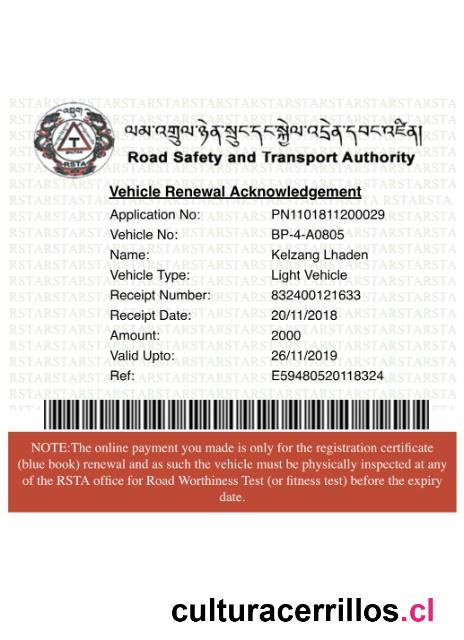 ལམ་འགྲུལ་ཉེན་སྲུང་དང་སྐྱེལ་འདྲེན་དབང་འཛིན།
Road Safety and Transport Authority
Vehicle Renewal Acknowledgement
Application No: PN1101811200029
Vehicle No: BP-4-A0805
Name: Kelzang Lhaden
Vehicle Type: Light Vehicle
Receipt Number: 832400121633
Receipt Date: 20/11/2018
Amount: 2000
Valid Upto: 26/11/2019
Ref: E59480520118324
NOTE:The online payment you made is only for the registration certificate
(blue book) renewal and as such the vehicle must be physically inspected at any
of the RSTA office for Road Worthiness Test (or fitness test) before the expiry
date.
culturacerrillos.cl